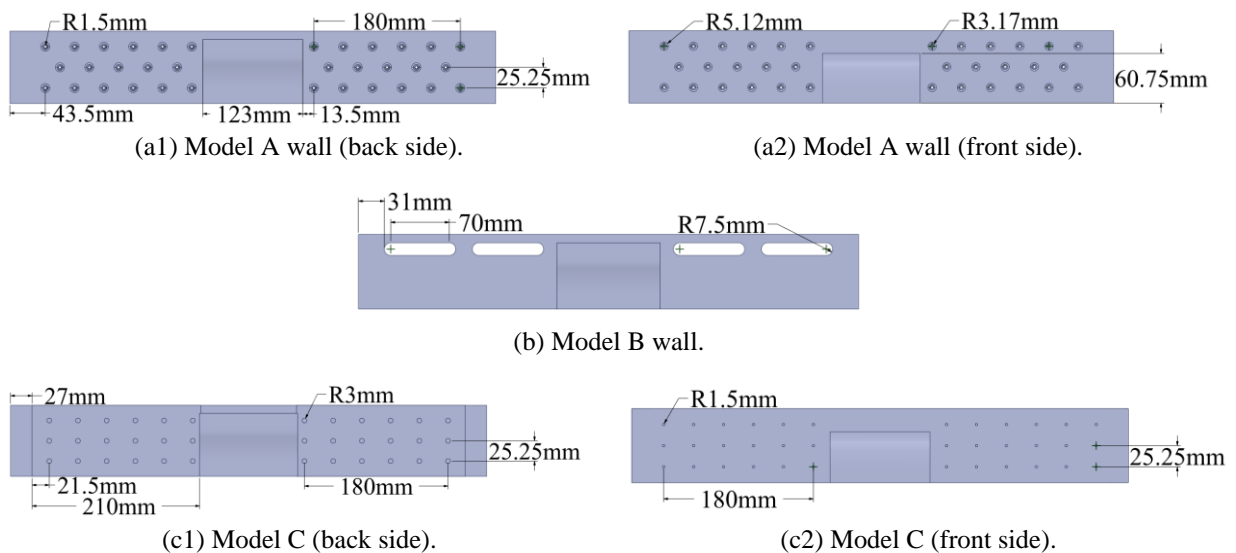 R1.5mm
180mm
25.25mm
43.5mm
123mm
13.5mm
(a1) Model A wall (back side).
R5.12mm
R3.17mm
60.75mm
(a2) Model A wall (front side).
31mm
70mm
R7.5mm
(b) Model B wall.
27mm
R3mm
25.25mm
21.5mm
180mm
210mm
(c1) Model C (back side).
R1.5mm
25.25mm
180mm
(c2) Model C (front side).